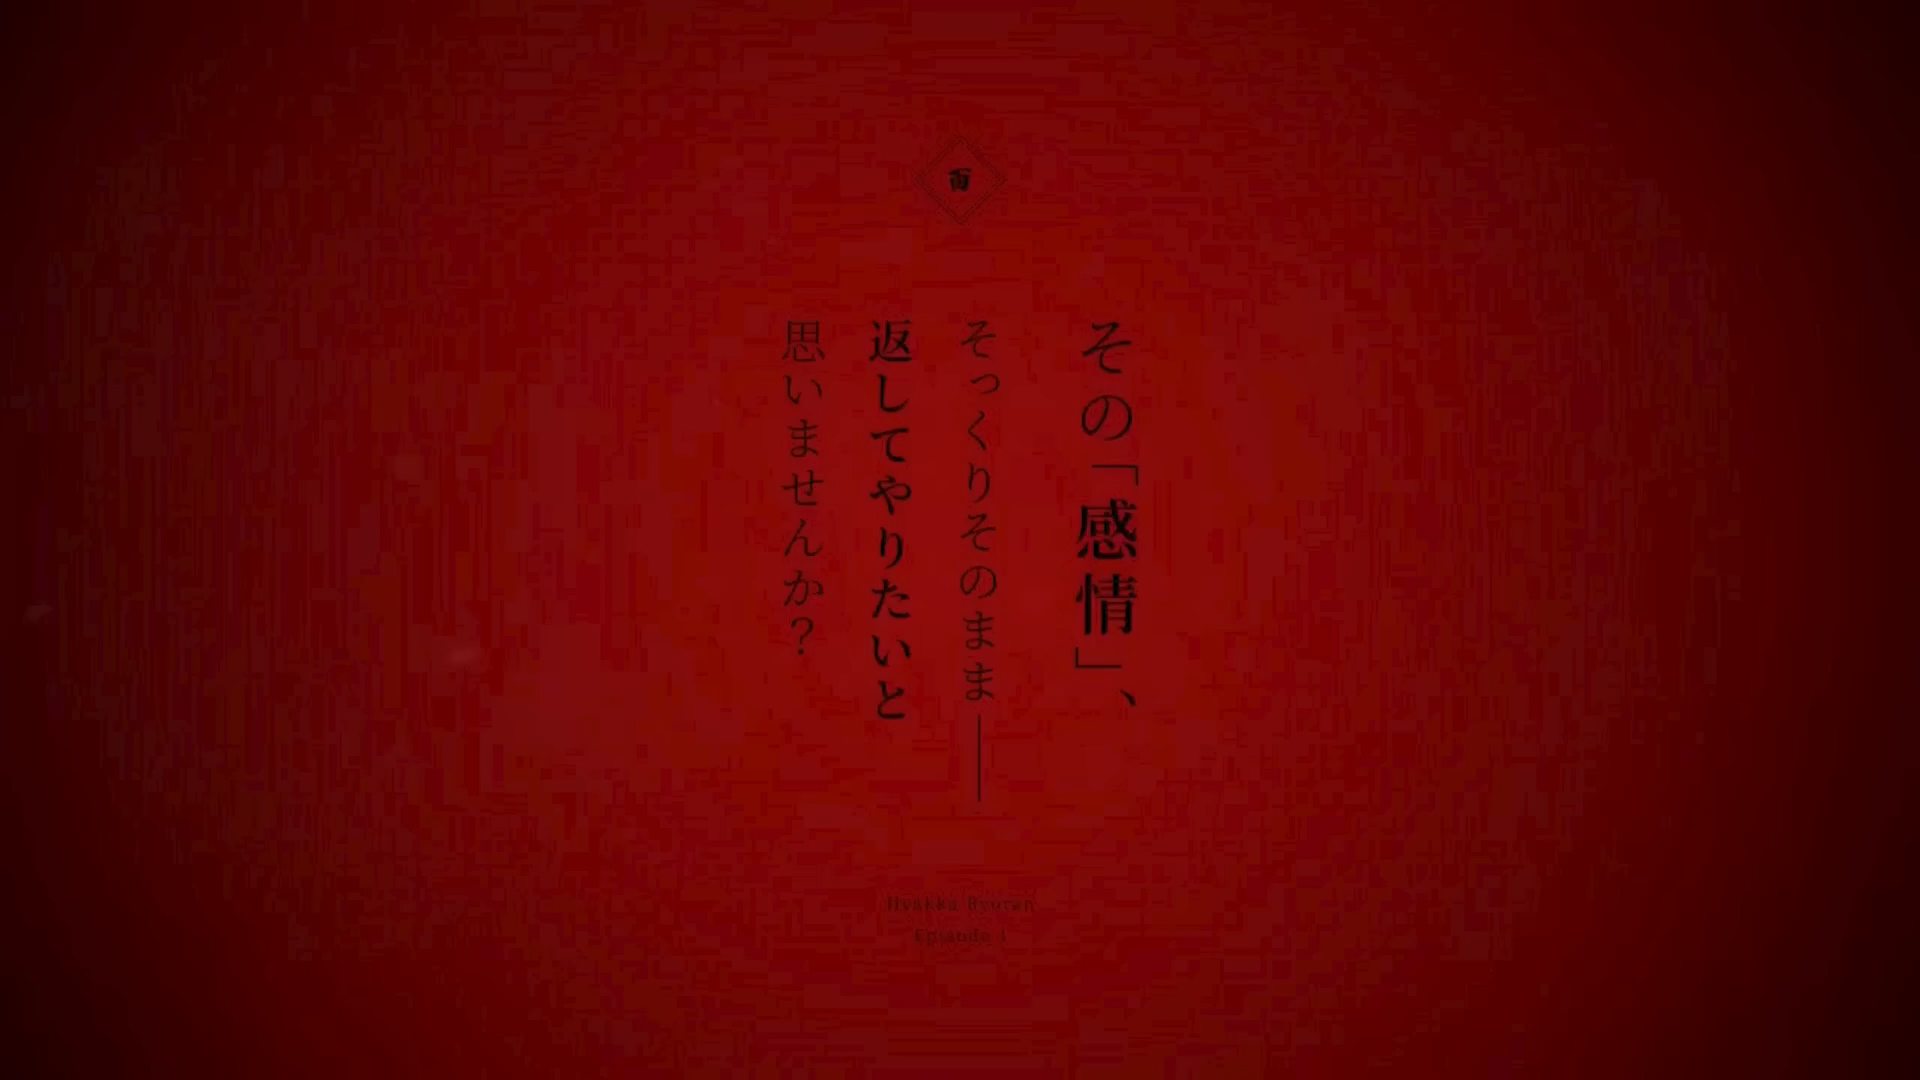 その「感情」、
そっくりそのまま――
返してやりたいと
思いませんか？
Hyakka Ryoran
Episode 1